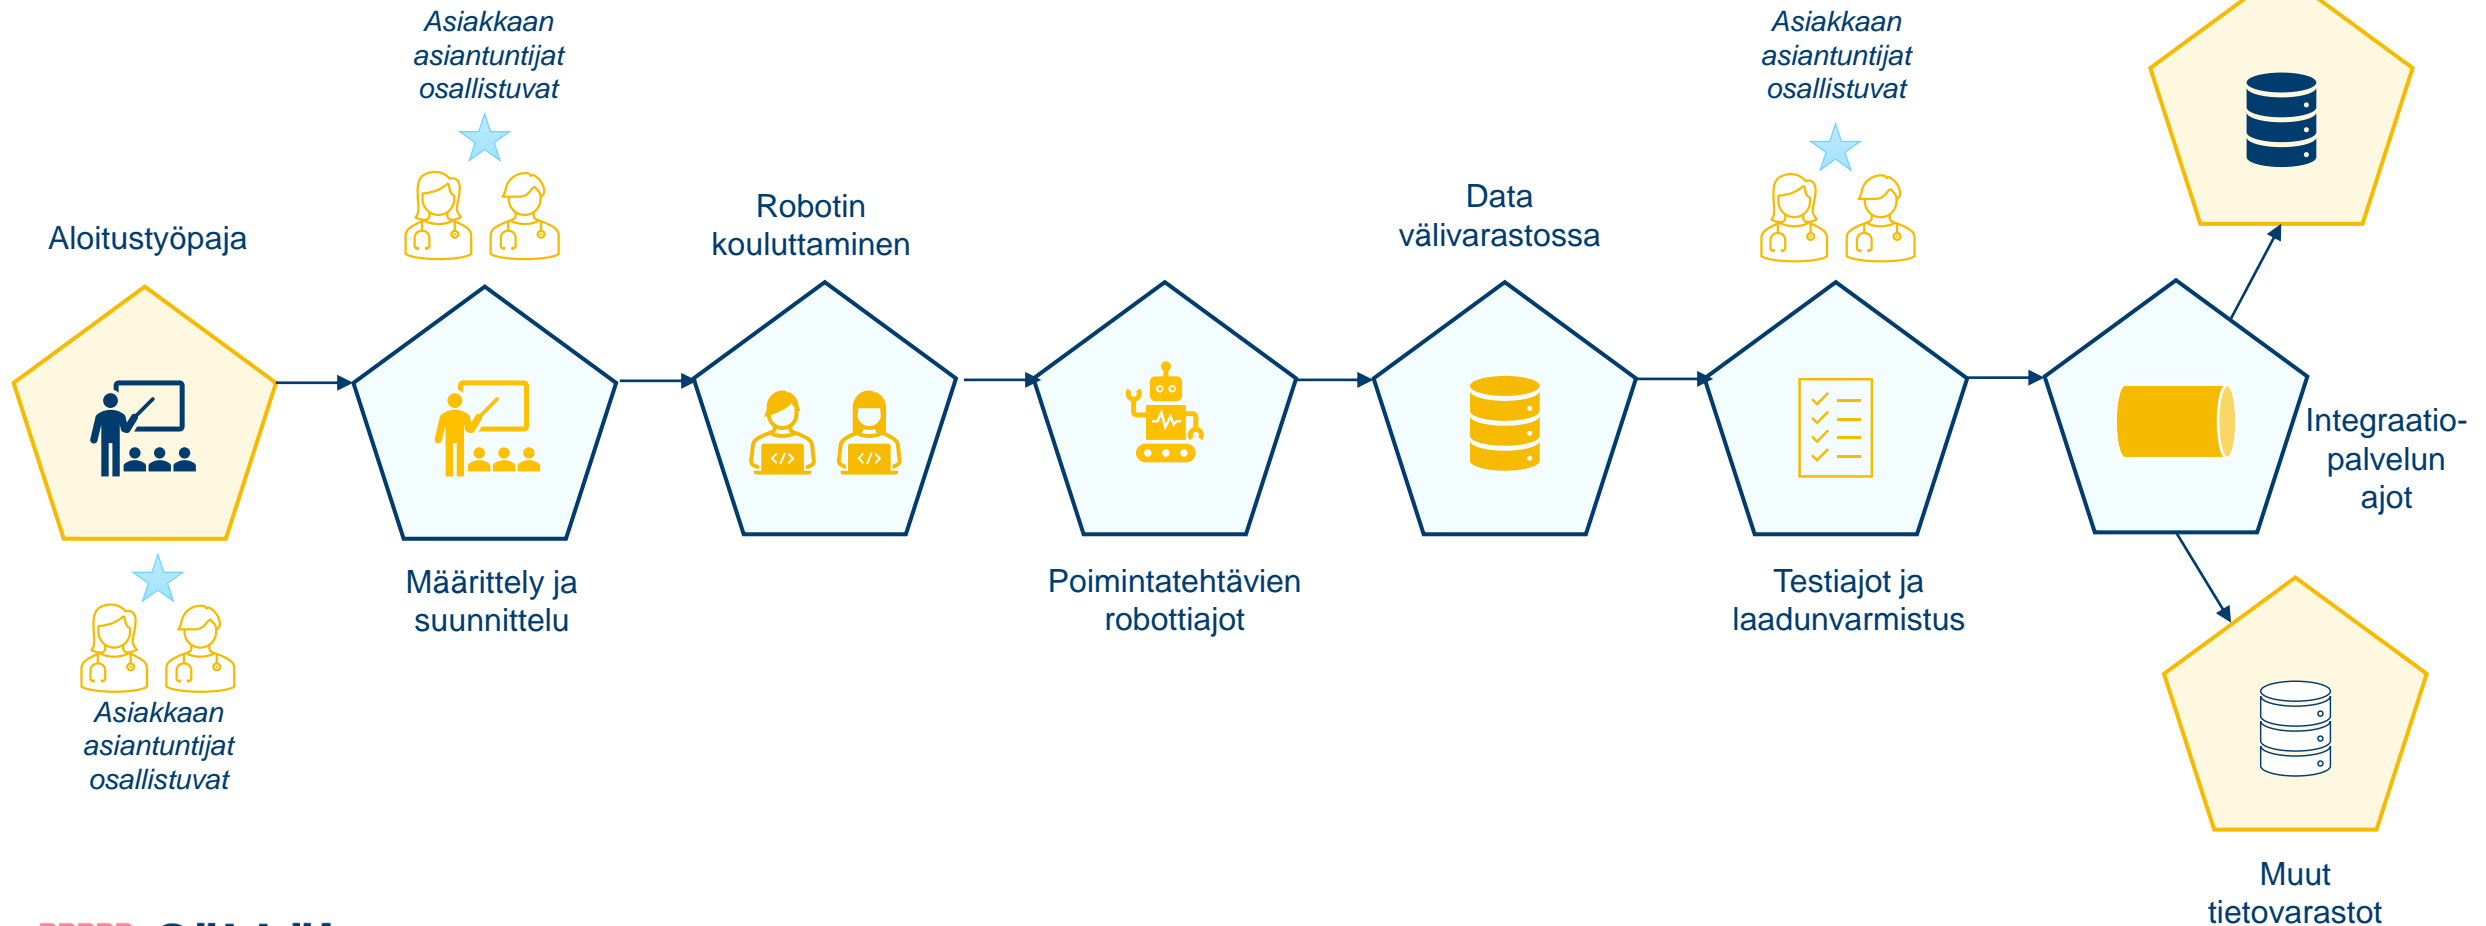 Asiakkaan
asiantuntijat
osallistuvat
Asiakkaan
asiantuntijat
osallistuvat
Aloitustyöpaja
Robotin
kouluttaminen
Data
välivarastossa
Integraatio-
palvelun
ajot
Määrittely ja
suunnittelu
Poimintatehtävien
robottiajot
Testiajot ja
laadunvarmistus
Asiakkaan
asiantuntijat
osallistuvat
Muut
tietovarastot